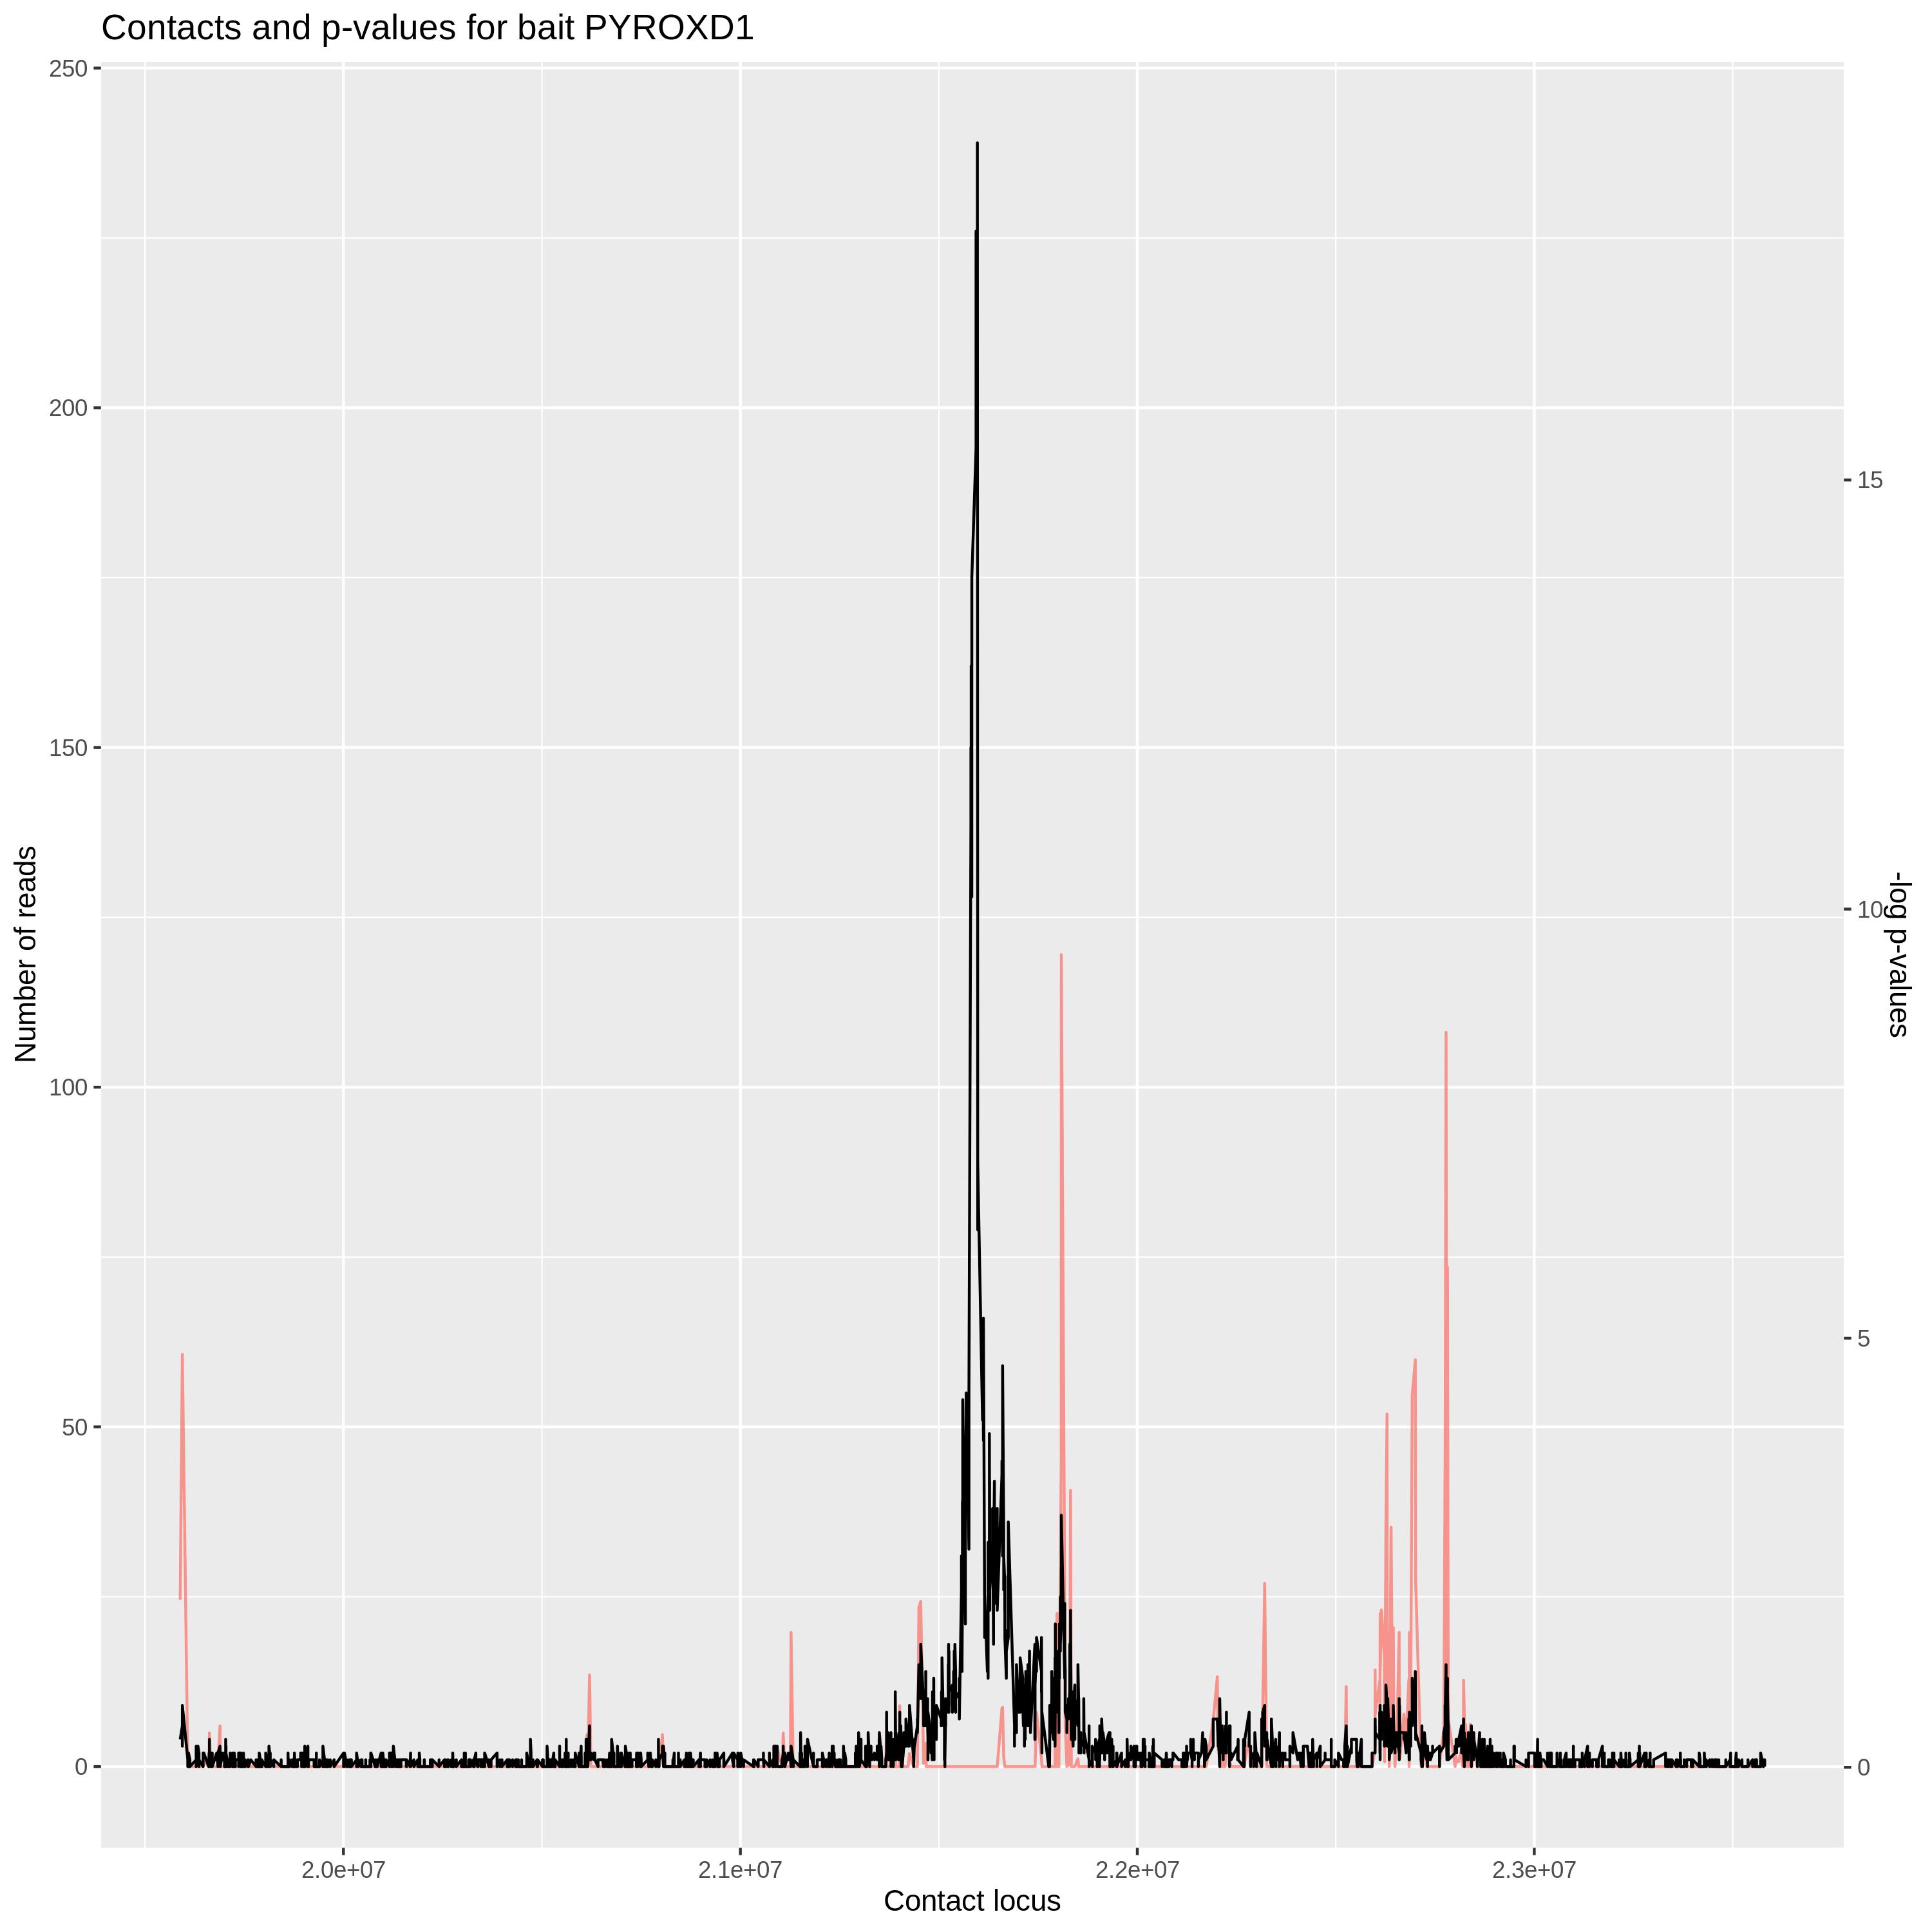 Contacts and p-values for bait PYROXD1
250
200
150
100
50
0
Number of reads
15
10
5
0
-log p-values
2.0e+07
2.1e+07
2.2e+07
2.3e+07
Contact locus